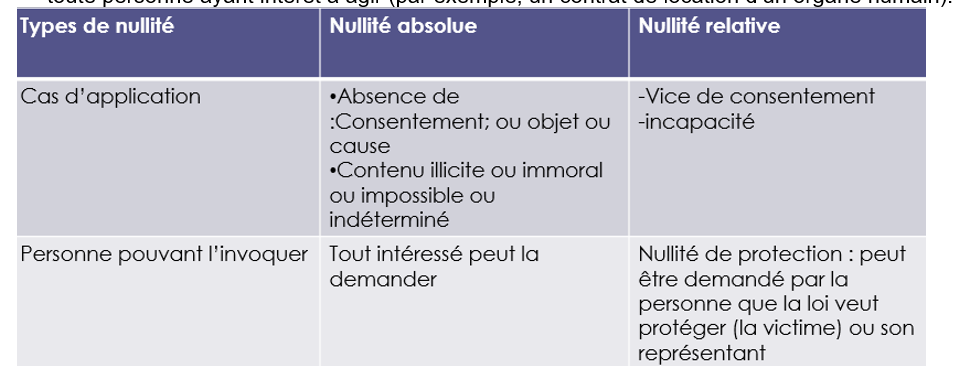 toute personne ayant intérêt à agir (par exemple, un contrat de location d'un organe humain).
Types de nullité
Nullité absolue
Nullité relative
Cas d'application
•Absence de
:Consentement; ou objet ou
cause
•Contenu illicite ou immoral
ou impossible ou
indéterminé
-Vice de consentement
-incapacité
Personne pouvant l'invoquer
Tout intéressé peut la
demander
Nullité de protection : peut
être demandé par la
personne que la loi veut
protéger (la victime) ou son
représentant